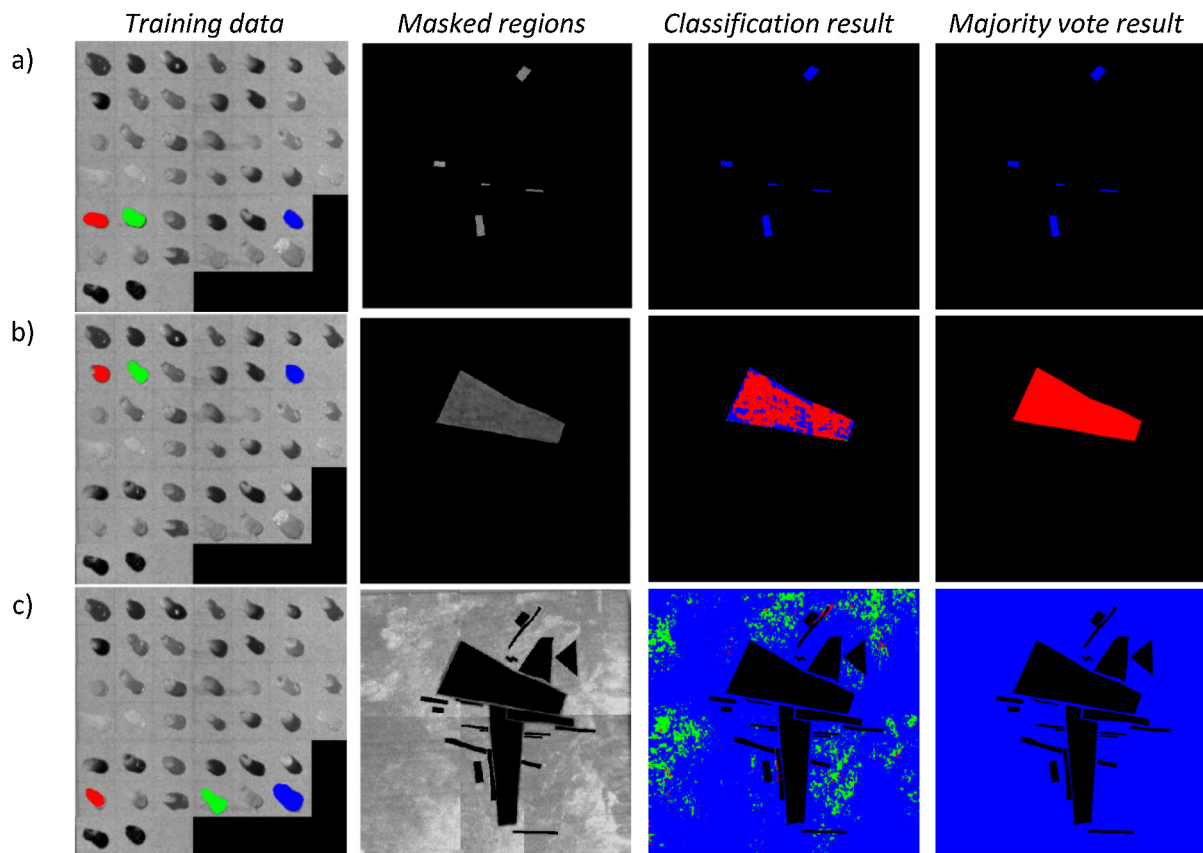 Training data Masked regions Classification result Majority vote result
a)
b)
c)